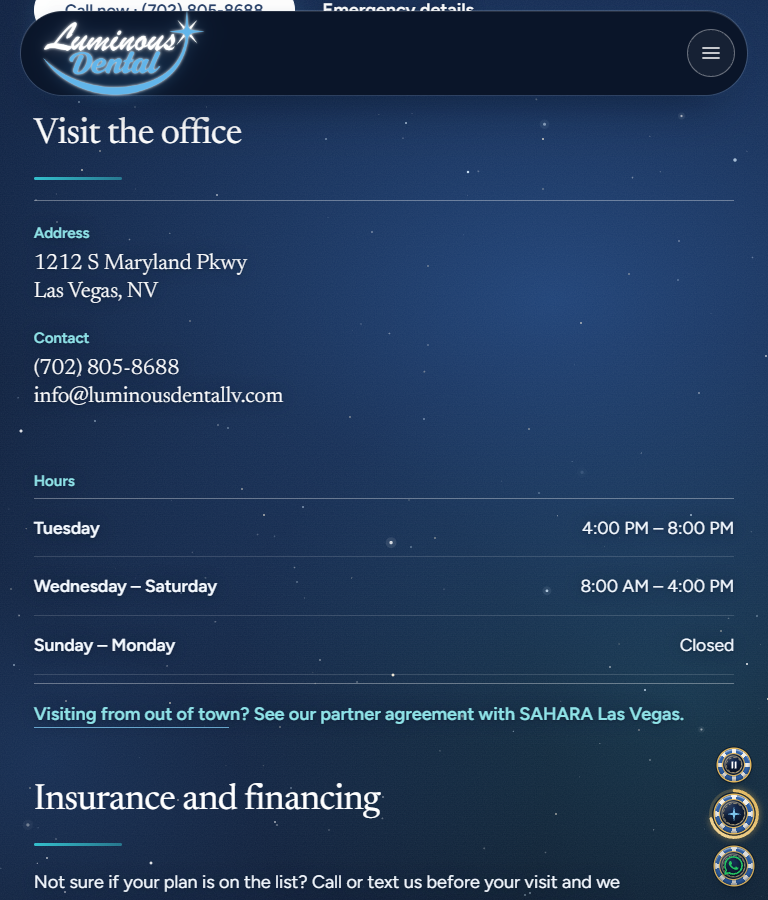 Call now · (702) 805-8688
Emergency details
Luminous
Dental
Visit the office
Address
1212 S Maryland Pkwy
Las Vegas, NV
Contact
(702) 805-8688
info@luminousdentallv.com
Hours
Tuesday 4:00 PM – 8:00 PM
Wednesday – Saturday 8:00 AM – 4:00 PM
Sunday – Monday Closed
Visiting from out of town? See our partner agreement with SAHARA Las Vegas.
Insurance and financing
Not sure if your plan is on the list? Call or text us before your visit and we